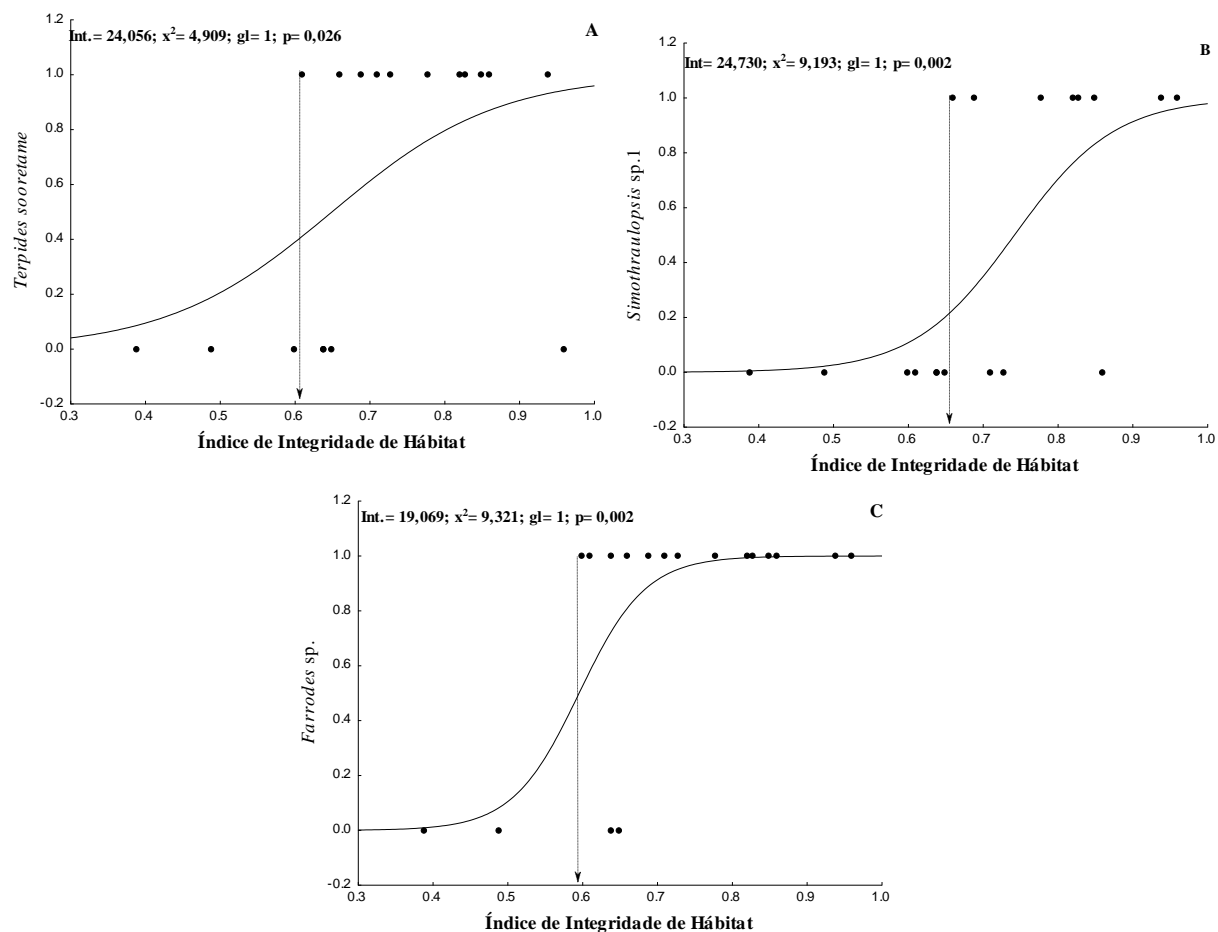 1.2
Int.= 24,056; x²= 4,909; gl= 1; p= 0,026
A
1.0
0.8
0.6
0.4
0.2
0.0
-0.2
Terpides sooretame
0.3 0.4 0.5 0.6 0.7 0.8 0.9 1.0
Índice de Integridade de Hábitat
1.2
Int= 24,730; x²= 9,193; gl= 1; p= 0,002
B
1.0
0.8
0.6
0.4
0.2
0.0
-0.2
Simothraulopsis sp.1
0.3 0.4 0.5 0.6 0.7 0.8 0.9 1.0
Índice de Integridade de Hábitat
1.2
Int.= 19,069; x²= 9,321; gl= 1; p= 0,002
C
1.0
0.8
0.6
0.4
0.2
0.0
-0.2
Farrodes sp.
0.3 0.4 0.5 0.6 0.7 0.8 0.9 1.0
Índice de Integridade de Hábitat